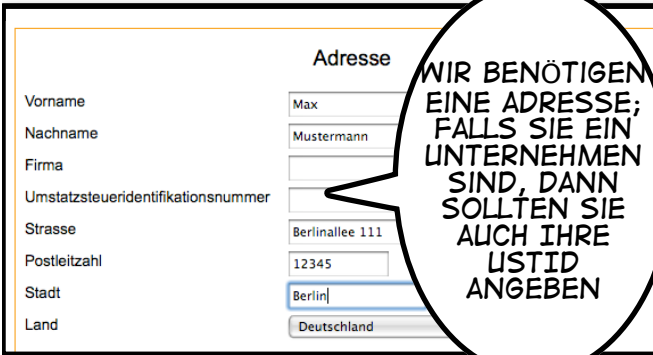 Adresse
Vorname Max
Nachname Mustermann
Firma
Umstatzsteueridentifikationsnummer
Strasse Berlinallee 111
Postleitzahl 12345
Stadt Berlin
Land Deutschland
WIR BENÖTIGEN
EINE ADRESSE;
FALLS SIE EIN
UNTERNEHMEN
SIND, DANN
SOLLTEN SIE
AUCH IHRE
USTID
ANGEBEN